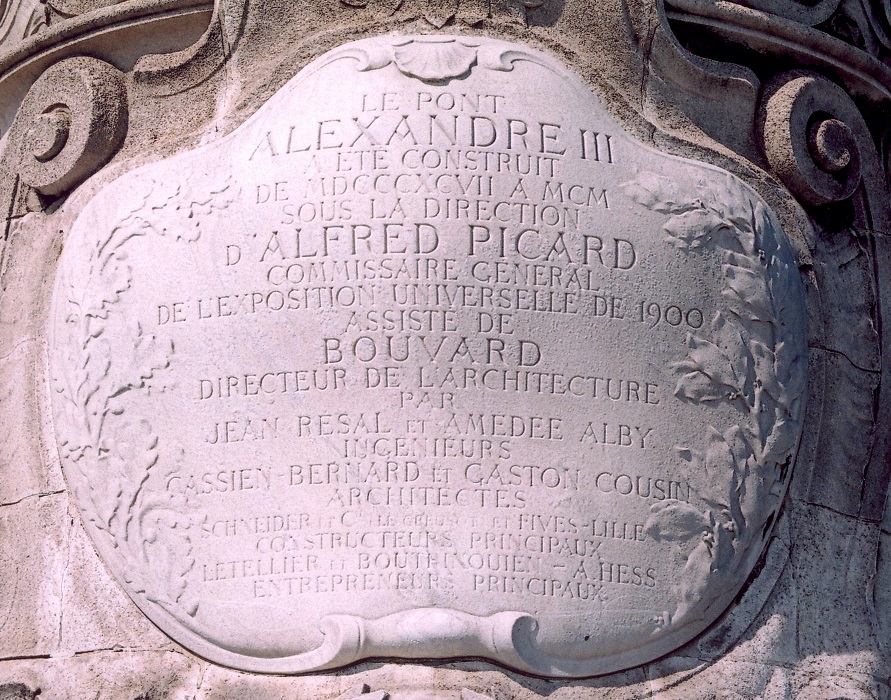 LE PONT
ALEXANDRE III
A ETE CONSTRUIT
DE MDCCCXCVII A MCM
SOUS LA DIRECTION
D'ALFRED PICARD
COMMISSAIRE GENERAL
DE L'EXPOSITION UNIVERSELLE DE 1900
ASSISTE DE
BOUVARD
DIRECTEUR DE L'ARCHITECTURE
PAR
JEAN RESAL ET AMEDEE ALBY
INGENIEURS
CASSIEN-BERNARD ET GASTON COUSIN
ARCHITECTES
SCHNEIDER ET CIE LE CREUSOT ET FIVES-LILLE
CONSTRUCTEURS PRINCIPAUX
LETELLIER ET BOUTRINQUIEN - A. HESS
ENTREPRENEURS PRINCIPAUX